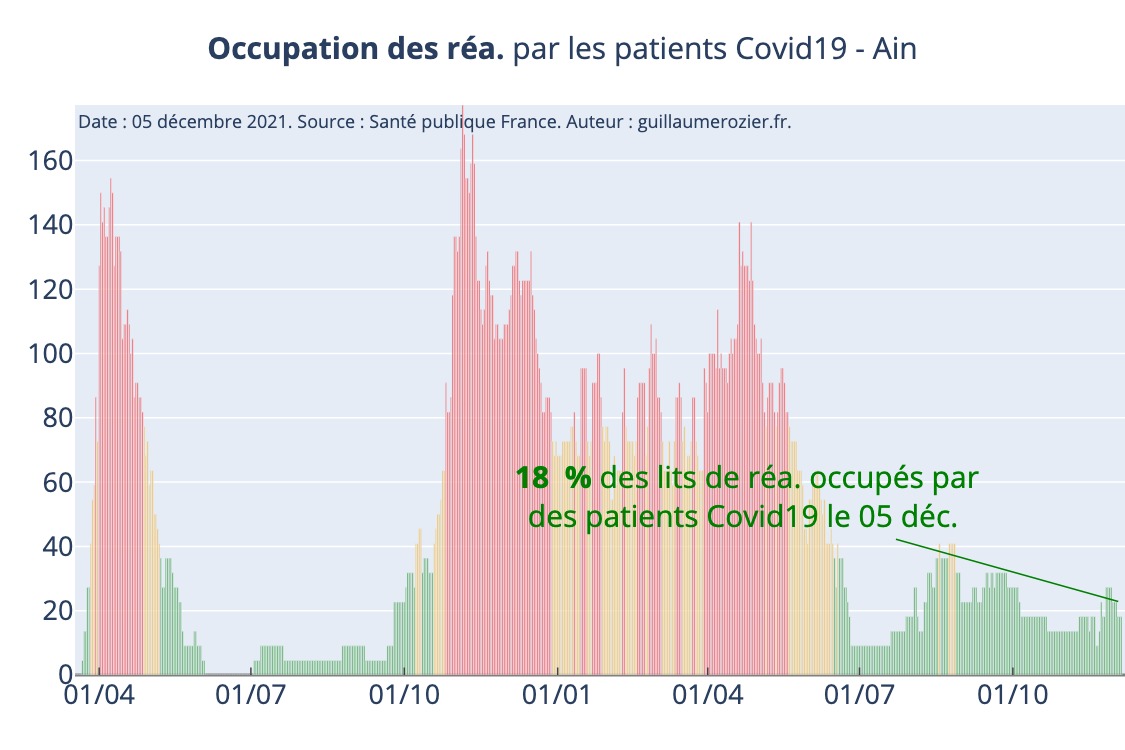 Occupation des réa. par les patients Covid19 - Ain
Date : 05 décembre 2021. Source : Santé publique France. Auteur : guillaumerozier.fr.
160
140
120
100
80
60
40
20
0
18 % des lits de réa. occupés par
des patients Covid19 le 05 déc.
01/04 01/07 01/10 01/01 01/04 01/07 01/10